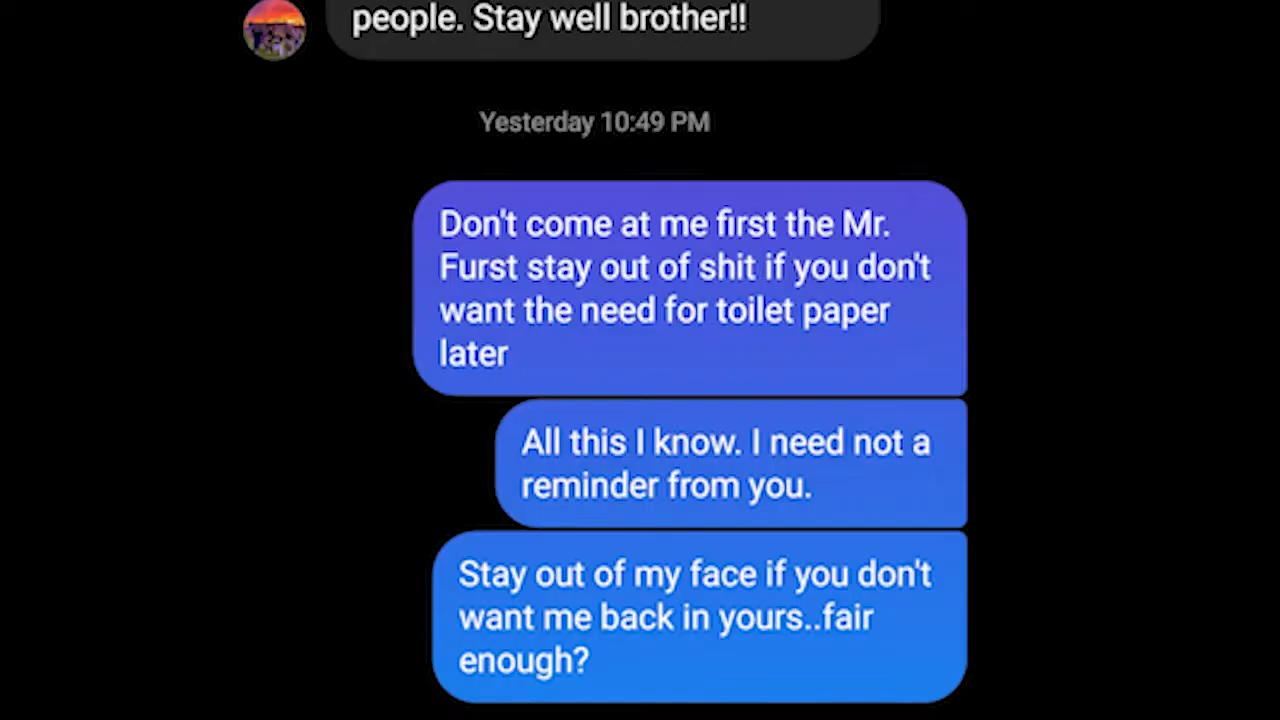 people. Stay well brother!!
Yesterday 10:49 PM
Don't come at me first the Mr.
Furst stay out of shit if you don't
want the need for toilet paper
later
All this I know. I need not a
reminder from you.
Stay out of my face if you don't
want me back in yours..fair
enough?